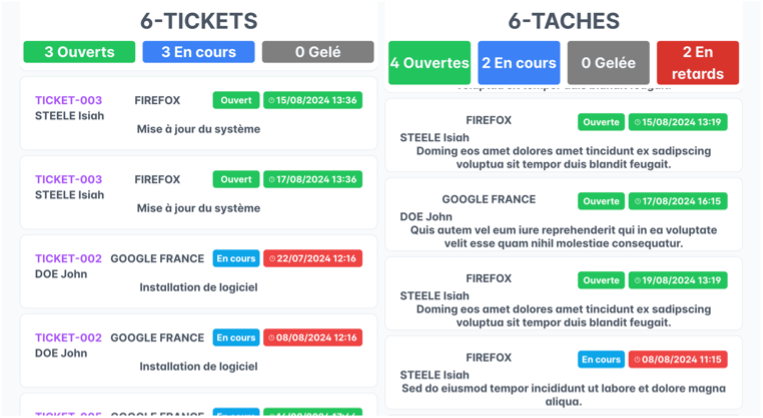 6-TICKETS
3 Ouverts
3 En cours
0 Gelé
TICKET-003 FIREFOX Ouvert 15/08/2024 13:36
STEELE Isiah
Mise à jour du système
TICKET-003 FIREFOX Ouvert 17/08/2024 13:36
STEELE Isiah
Mise à jour du système
TICKET-002 GOOGLE FRANCE En cours 22/07/2024 12:16
DOE John
Installation de logiciel
TICKET-002 GOOGLE FRANCE En cours 08/08/2024 12:16
DOE John
Installation de logiciel
6-TACHES
4 Ouvertes
2 En cours
0 Gelée
2 En
retards
FIREFOX Ouverte 15/08/2024 13:19
STEELE Isiah
Doming eos amet dolores amet tincidunt ex sadipscing
voluptua sit tempor duis blandit feugait.
GOOGLE FRANCE Ouverte 17/08/2024 16:15
DOE John
Quis autem vel eum iure reprehenderit qui in ea voluptate
velit esse quam nihil molestiae consequatur.
FIREFOX Ouverte 19/08/2024 13:19
STEELE Isiah
Doming eos amet dolores amet tincidunt ex sadipscing
voluptua sit tempor duis blandit feugait.
FIREFOX En cours 08/08/2024 11:15
STEELE Isiah
Sed do eiusmod tempor incididunt ut labore et dolore magna
aliqua.